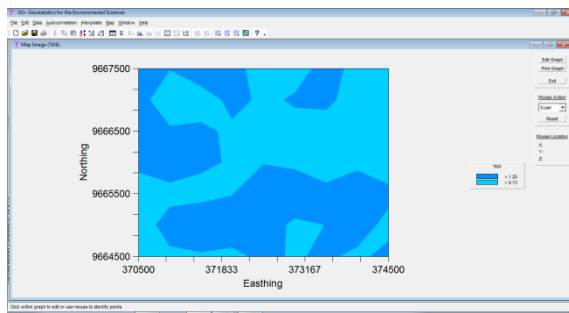 GS+ Geostatistics for the Environmental Sciences
File Edit Data Autocorrelation Interpolate Map Window Help
Map Image (%N)
Edit Graph
Print Graph
Exit
Mouse Action
Scale
Reset
Mouse Location
X:
Y:
Z:
9667500
9666500
9665500
9664500
Northing
370500 371833 373167 374500
Easthing
> 1.20
> 0.73
Click within graph to edit or use mouse to identify points